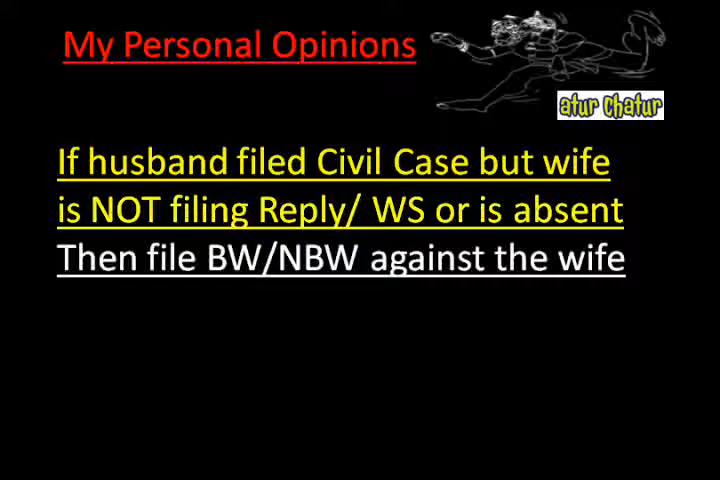 My Personal Opinions
atur Chatur
If husband filed Civil Case but wife
is NOT filing Reply/ WS or is absent
Then file BW/NBW against the wife